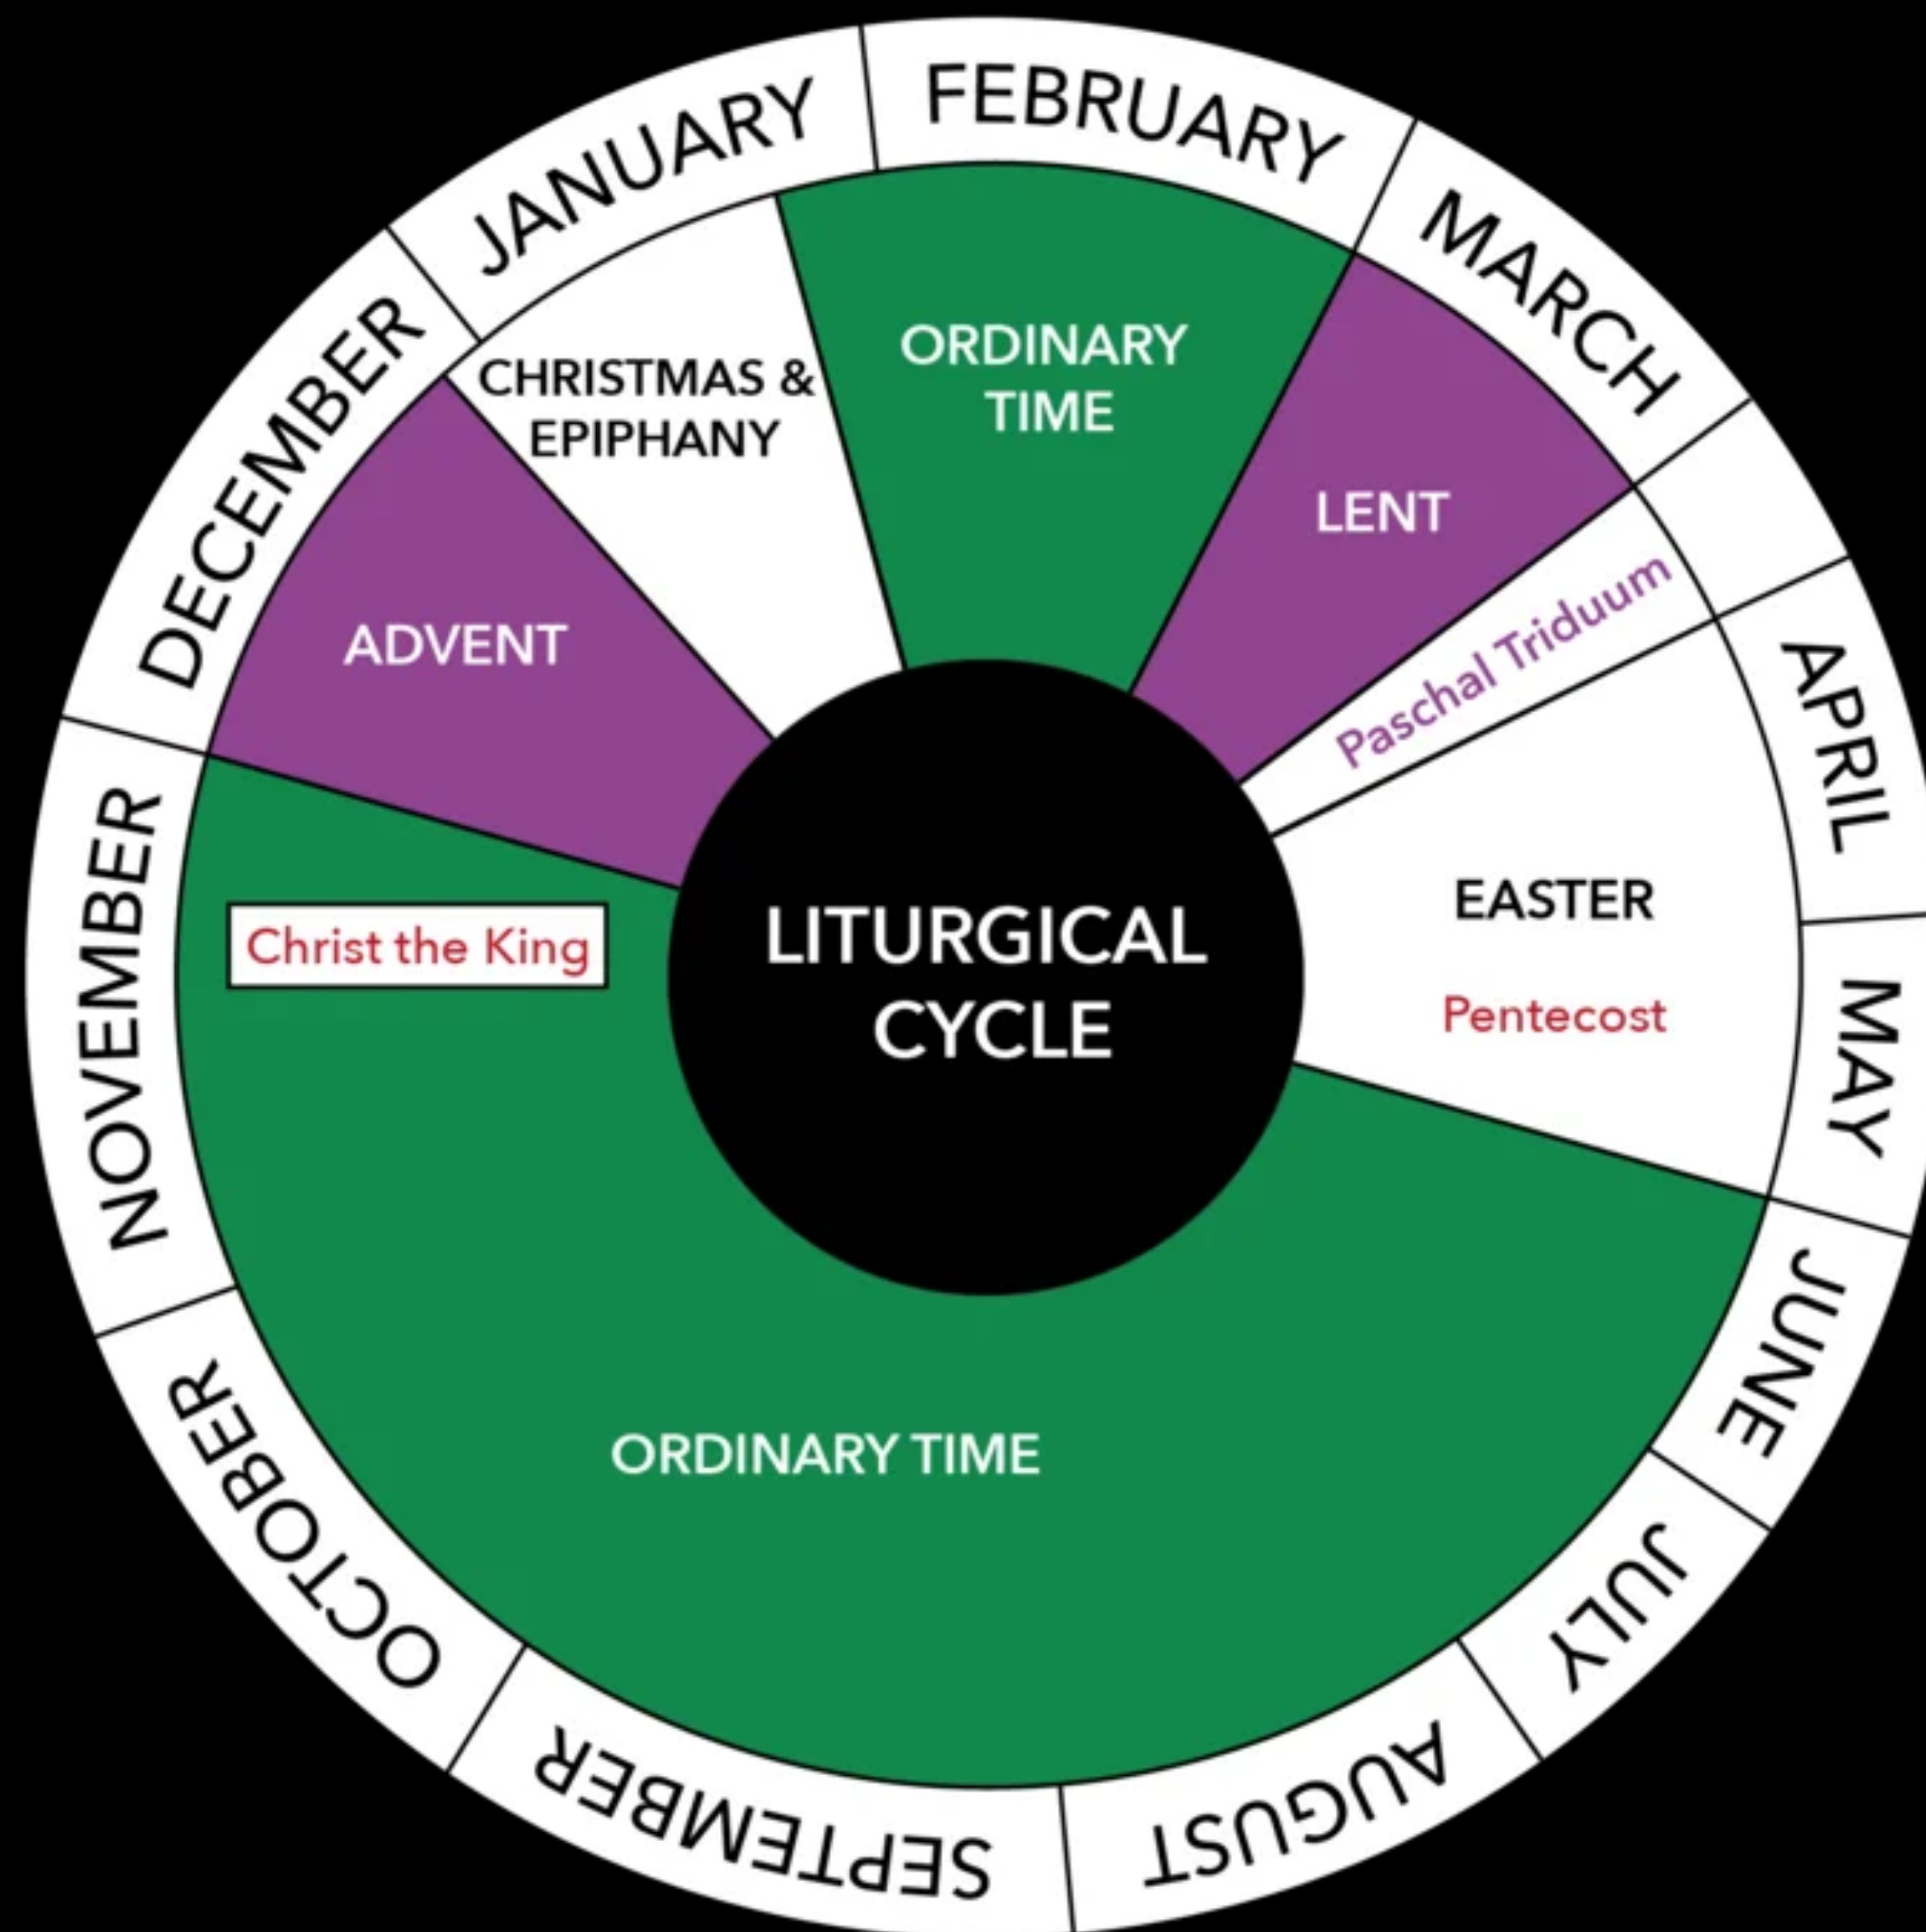 JANUARY
FEBRUARY
MARCH
APRIL
MAY
JUNE
JULY
AUGUST
SEPTEMBER
OCTOBER
NOVEMBER
DECEMBER
CHRISTMAS &
EPIPHANY
ORDINARY
TIME
LENT
Paschal Triduum
EASTER
Pentecost
ORDINARY TIME
Christ the King
ADVENT
LITURGICAL
CYCLE